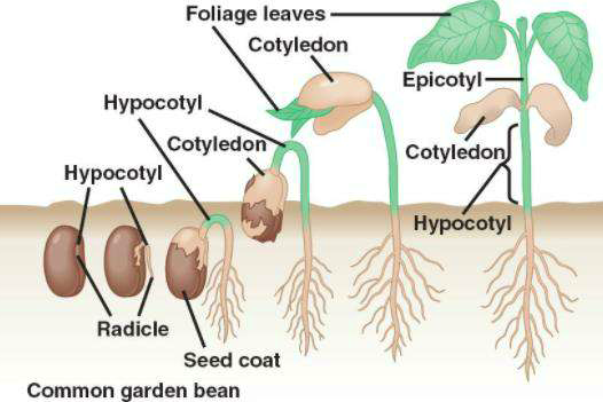 Foliage leaves
Cotyledon
Epicotyl
Hypocotyl
Cotyledon
Cotyledon
Hypocotyl
Hypocotyl
Radicle
Seed coat
Common garden bean